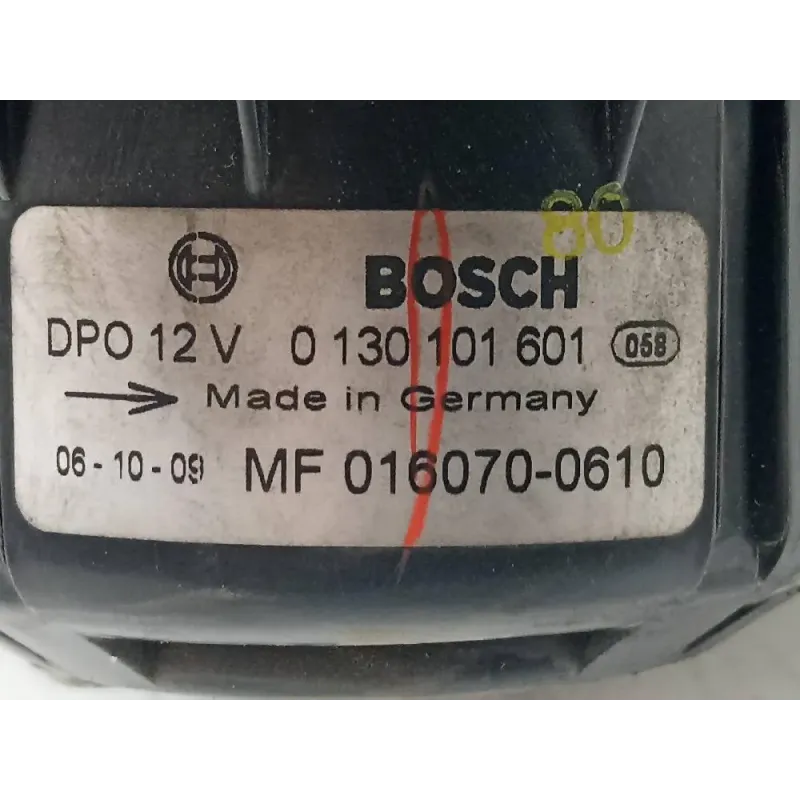 80
BOSCH
DPO 12 V 0 130 101 601 058
Made in Germany
06-10-09 MF 016070-0610